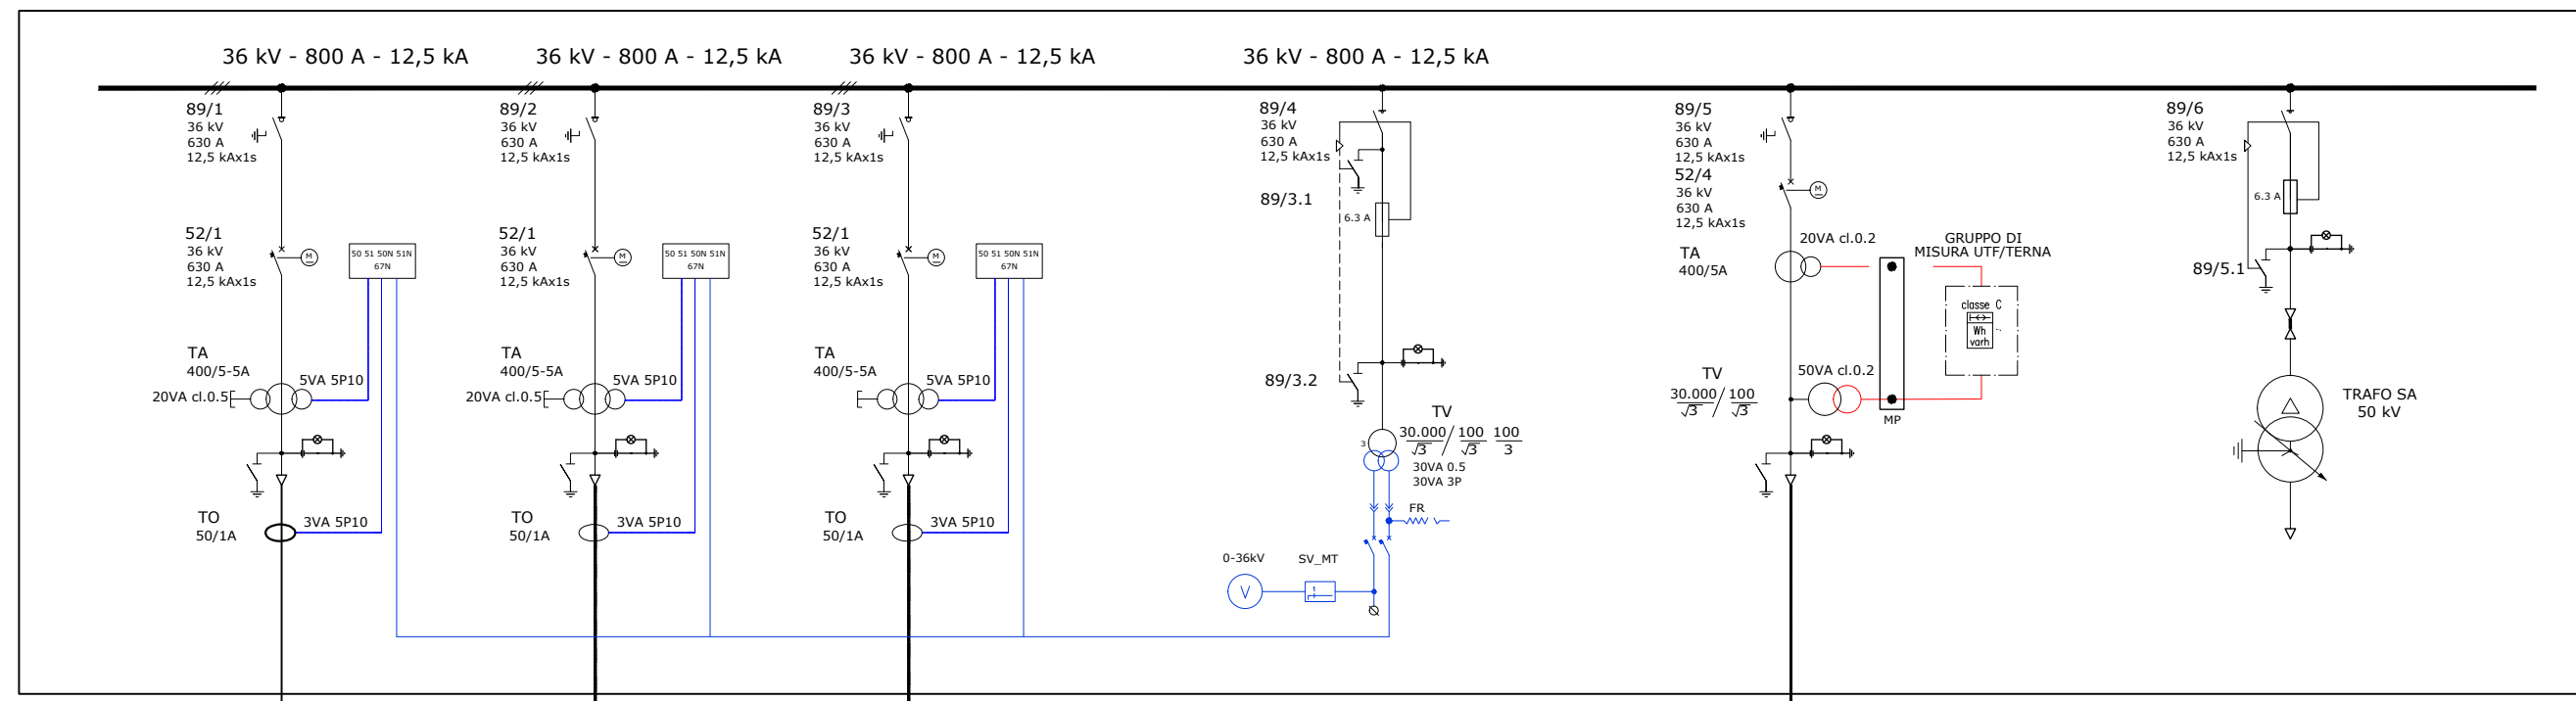 36 kV - 800 A - 12,5 kA
36 kV - 800 A - 12,5 kA
36 kV - 800 A - 12,5 kA
36 kV - 800 A - 12,5 kA
89/1
36 kV
630 A
12,5 kAx1s
52/1
36 kV
630 A
12,5 kAx1s
M
50 51 50N 51N
67N
TA
400/5-5A
20VA cl.0.5
5VA 5P10
TO
50/1A
3VA 5P10
89/2
36 kV
630 A
12,5 kAx1s
52/1
36 kV
630 A
12,5 kAx1s
M
50 51 50N 51N
67N
TA
400/5-5A
20VA cl.0.5
5VA 5P10
TO
50/1A
3VA 5P10
89/3
36 kV
630 A
12,5 kAx1s
52/1
36 kV
630 A
12,5 kAx1s
M
50 51 50N 51N
67N
TA
400/5-5A
5VA 5P10
TO
50/1A
3VA 5P10
89/4
36 kV
630 A
12,5 kAx1s
89/3.1
6.3 A
89/3.2
TV
30.000/√3 / 100/√3 100/3
3
30VA 0.5
30VA 3P
FR
0-36kV
SV_MT
V
89/5
36 kV
630 A
12,5 kAx1s
52/4
36 kV
630 A
12,5 kAx1s
M
TA
400/5A
20VA cl.0.2
GRUPPO DI
MISURA UTF/TERNA
classe C
Wh
varh
TV
30.000/√3 / 100/√3
50VA cl.0.2
MP
89/6
36 kV
630 A
12,5 kAx1s
6.3 A
89/5.1
TRAFO SA
50 kV